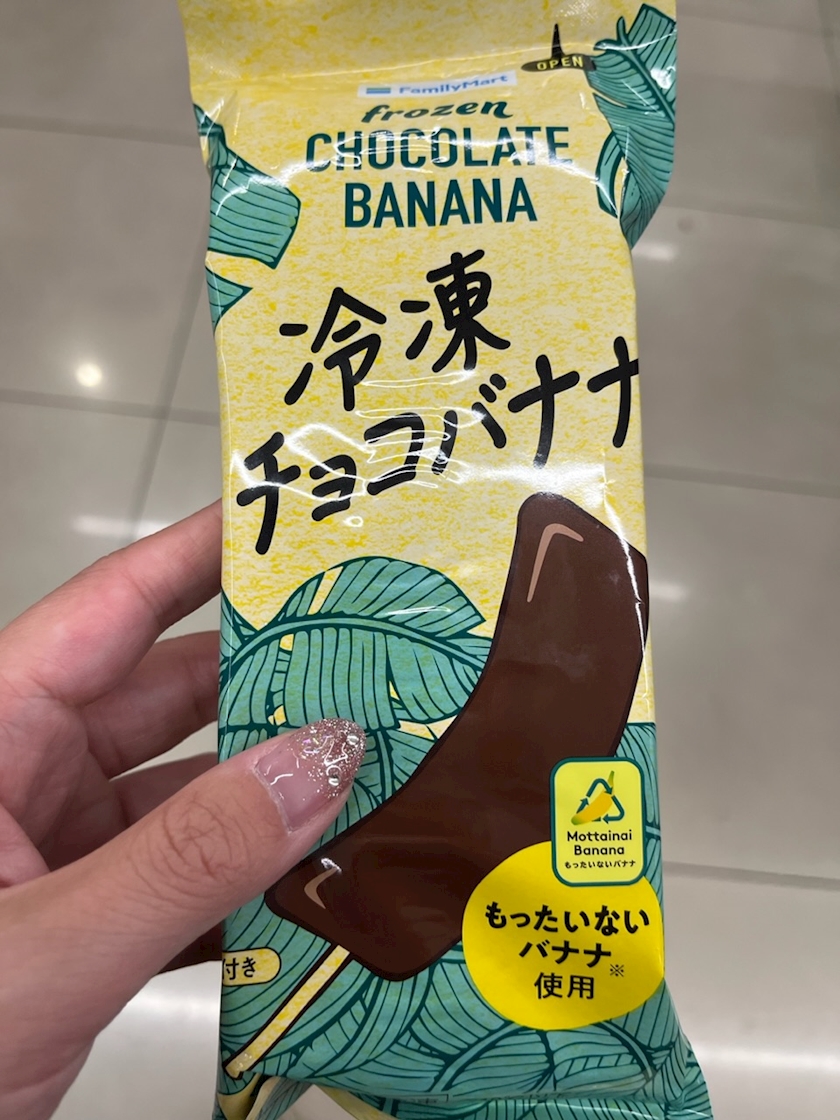 OPEN
FamilyMart
frozen
CHOCOLATE
BANANA
冷凍
チョコバナナ
Mottainai
Banana
もったいないバナナ
もったいない
バナナ※
使用
付き